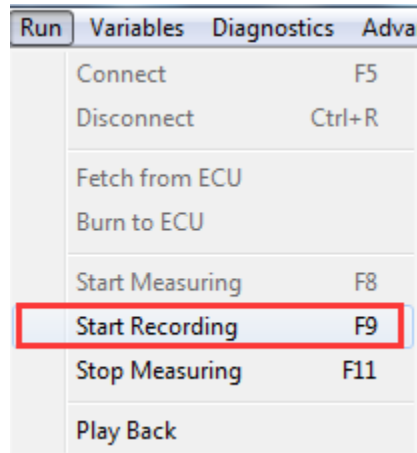 Run Variables Diagnostics Adva
Connect F5
Disconnect Ctrl+R
Fetch from ECU
Burn to ECU
Start Measuring F8
Start Recording F9
Stop Measuring F11
Play Back